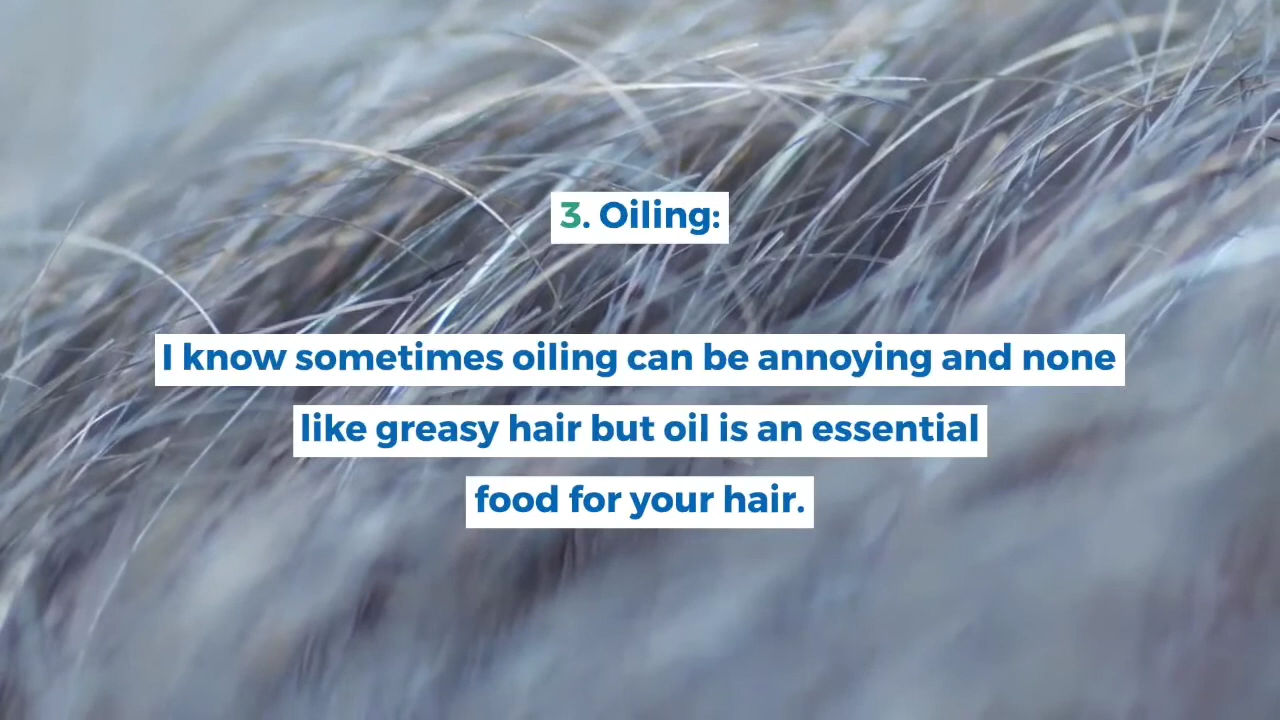 3. Oiling:
I know sometimes oiling can be annoying and none
like greasy hair but oil is an essential
food for your hair.